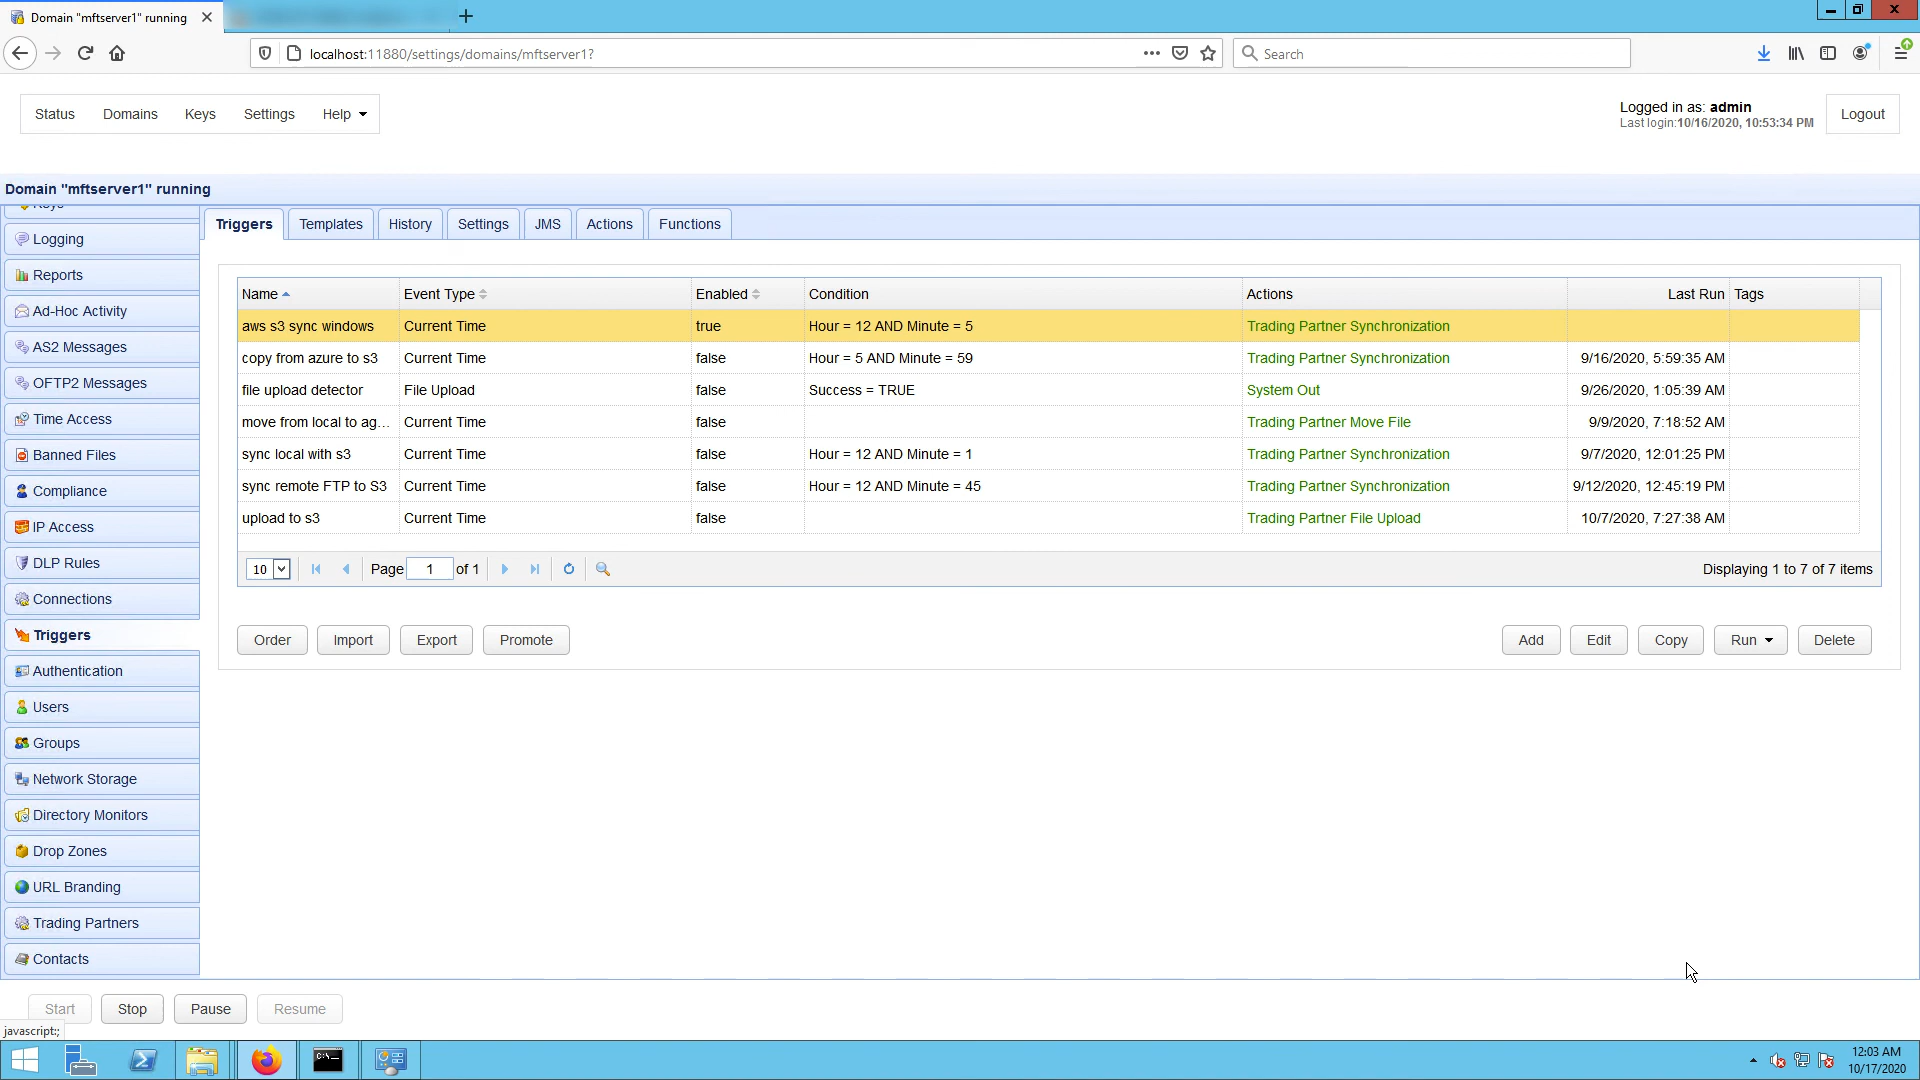 Domain "mftserver1" running
localhost:11880/settings/domains/mftserver1?
Search
Status Domains Keys Settings Help
Logged in as: admin
Last login:10/16/2020, 10:53:34 PM
Logout
Domain "mftserver1" running
Keys
Logging
Reports
Ad-Hoc Activity
AS2 Messages
OFTP2 Messages
Time Access
Banned Files
Compliance
IP Access
DLP Rules
Connections
Triggers
Authentication
Users
Groups
Network Storage
Directory Monitors
Drop Zones
URL Branding
Trading Partners
Contacts
Triggers Templates History Settings JMS Actions Functions
Name Event Type Enabled Condition Actions Last Run Tags
aws s3 sync windows Current Time true Hour = 12 AND Minute = 5 Trading Partner Synchronization
copy from azure to s3 Current Time false Hour = 5 AND Minute = 59 Trading Partner Synchronization 9/16/2020, 5:59:35 AM
file upload detector File Upload false Success = TRUE System Out 9/26/2020, 1:05:39 AM
move from local to ag... Current Time false Trading Partner Move File 9/9/2020, 7:18:52 AM
sync local with s3 Current Time false Hour = 12 AND Minute = 1 Trading Partner Synchronization 9/7/2020, 12:01:25 PM
sync remote FTP to S3 Current Time false Hour = 12 AND Minute = 45 Trading Partner Synchronization 9/12/2020, 12:45:19 PM
upload to s3 Current Time false Trading Partner File Upload 10/7/2020, 7:27:38 AM
10 Page 1 of 1 Displaying 1 to 7 of 7 items
Order Import Export Promote Add Edit Copy Run Delete
Start Stop Pause Resume
javascript:;
C:\_
12:03 AM
10/17/2020